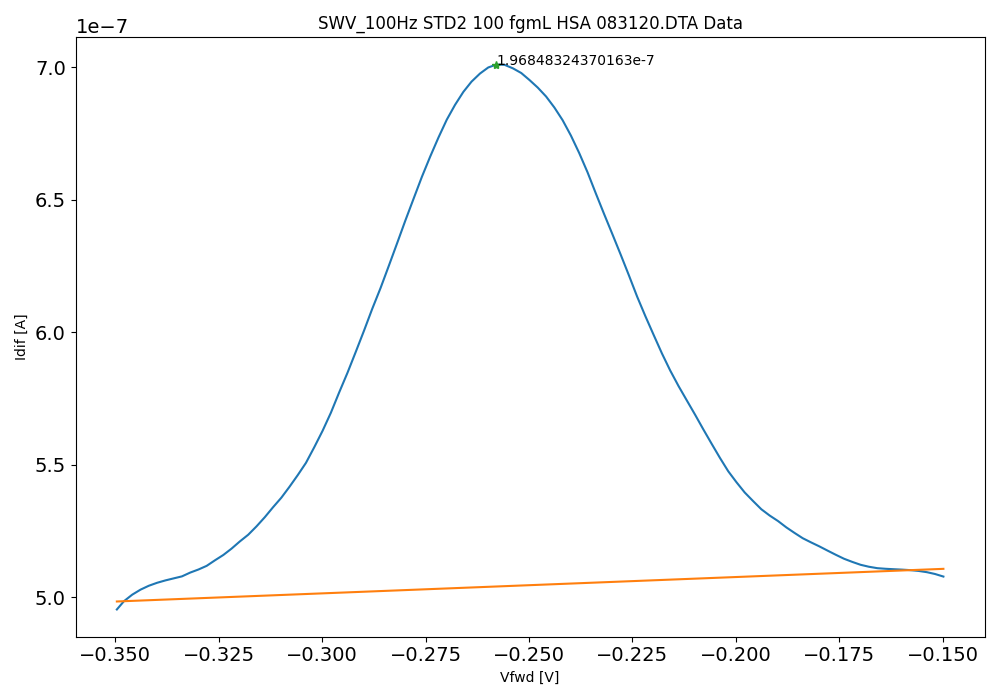 SWV_100Hz STD2 100 fgmL HSA 083120.DTA Data
1e−7
1.96848324370163e-7
7.0
6.5
6.0
5.5
5.0
Idif [A]
−0.350 −0.325 −0.300 −0.275 −0.250 −0.225 −0.200 −0.175 −0.150
Vfwd [V]